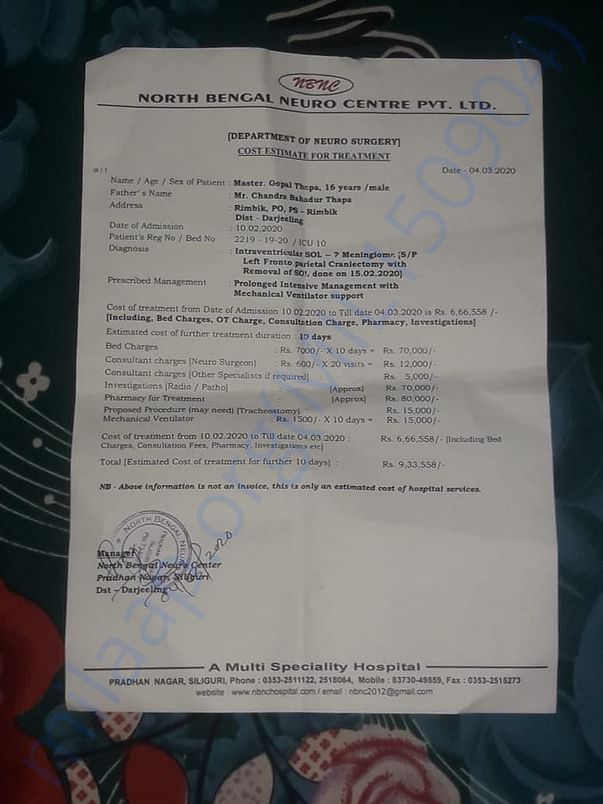 NBNC
NORTH BENGAL NEURO CENTRE PVT. LTD.
[DEPARTMENT OF NEURO SURGERY]
COST ESTIMATE FOR TREATMENT
Date - 04.03.2020
Name / Age / Sex of Patient : Master. Gopal Thapa, 16 years /male
Father's Name : Mr. Chandra Bahadur Thapa
Address : Rimbik, PO, PS - Rimbik
Dist - Darjeeling
Date of Admission : 10.02.2020
Patient's Reg No / Bed No : 2219 - 19-20 / ICU 10
Diagnosis : Intraventricular SOL – ? Meningioma [S/P
Left Fronto parietal Craniectomy with
Removal of SOL done on 15.02.2020]
Prescribed Management : Prolonged Intensive Management with
Mechanical Ventilator support
Cost of treatment from Date of Admission 10.02.2020 to Till date 04.03.2020 is Rs. 6,66,558 /-
[Including, Bed Charges, OT Charge, Consultation Charge, Pharmacy, Investigations]
Estimated cost of further treatment duration : 10 days
Bed Charges : Rs. 7000/- X 10 days = Rs. 70,000/-
Consultant charges [Neuro Surgeon] : Rs. 600/- X 20 visits = Rs. 12,000/-
Consultant charges [Other Specialists if required] : Rs. 5,000/-
Investigations [Radio / Patho] [Approx] Rs. 70,000/-
Pharmacy for Treatment : [Approx] Rs. 80,000/-
Proposed Procedure (may need) [Tracheostomy] : Rs. 15,000/-
Mechanical Ventilator : Rs. 1500/- X 10 days = Rs. 15,000/-
Cost of treatment from 10.02.2020 to Till date 04.03.2020 : Rs. 6,66,558/- [Including Bed
Charges, Consultation Fees, Pharmacy, Investigations etc]
Total [Estimated Cost of treatment for further 10 days] : Rs. 9,33,558/-
NB - Above information is not an invoice, this is only an estimated cost of hospital services.
NORTH BENGAL NEURO
Manager
North Bengal Neuro Center
Pradhan Nagar, Siliguri
Dst – Darjeeling
A Multi Speciality Hospital
PRADHAN NAGAR, SILIGURI, Phone : 0353-2511122, 2518064, Mobile : 83730-49859, Fax : 0353-2516273
website : www.nbnchospital.com / email : nbnc2012@gmail.com